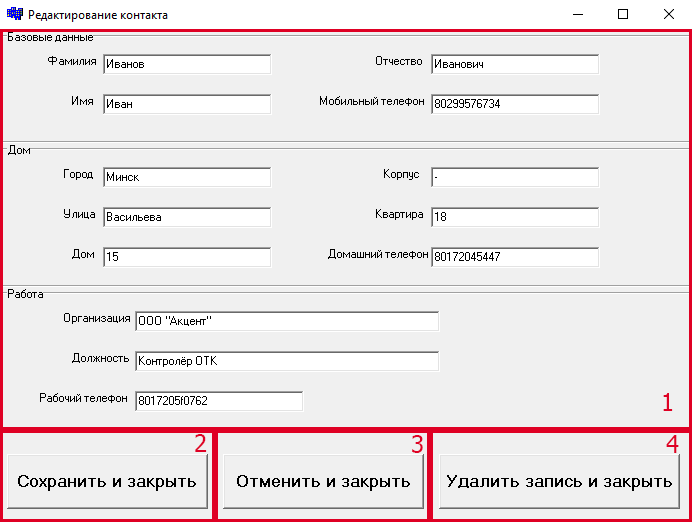 Редактирование контакта
Базовые данные
Фамилия Иванов Отчество Иванович
Имя Иван Мобильный телефон 80299576734
Дом
Город Минск Корпус -
Улица Васильева Квартира 18
Дом 15 Домашний телефон 80172045447
Работа
Организация ООО "Акцент"
Должность Контролёр ОТК
Рабочий телефон 8017205f0762
1
2 3 4
Сохранить и закрыть Отменить и закрыть Удалить запись и закрыть